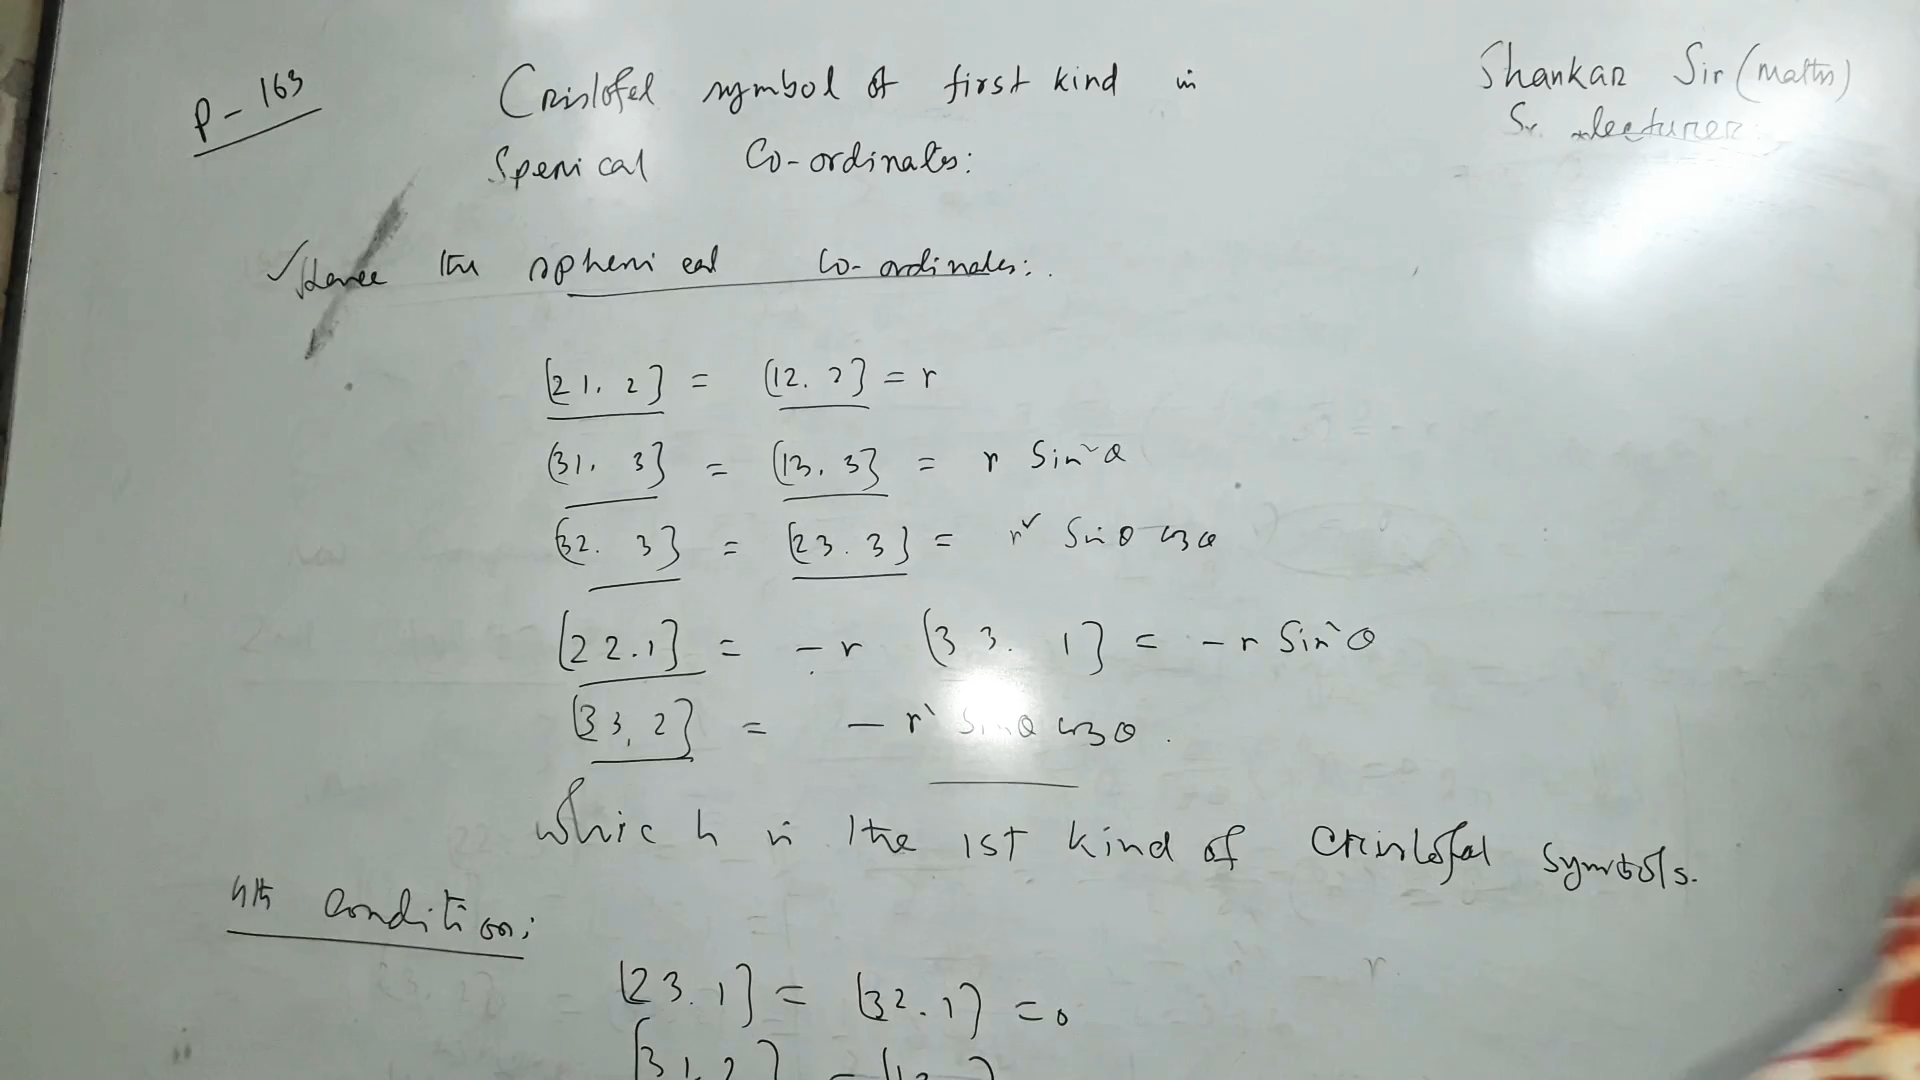 P-163
Crislofel symbol of first kind in
Sperical Co-ordinates:
Shankar Sir (maths)
Sr. lecturer
Hence the spherical Co-ordinates:
[21, 2] = [12, 2] = r
[31, 3] = [13, 3] = r Sin²θ
[32, 3] = [23, 3] = r² Sinθ cosθ
[22, 1] = -r [33, 1] = -r Sin²θ
[33, 2] = -r² Sinθ cosθ.
which is the 1st kind of Crislofel Symbols.
4th condition:
[23, 1] = [32, 1] = 0